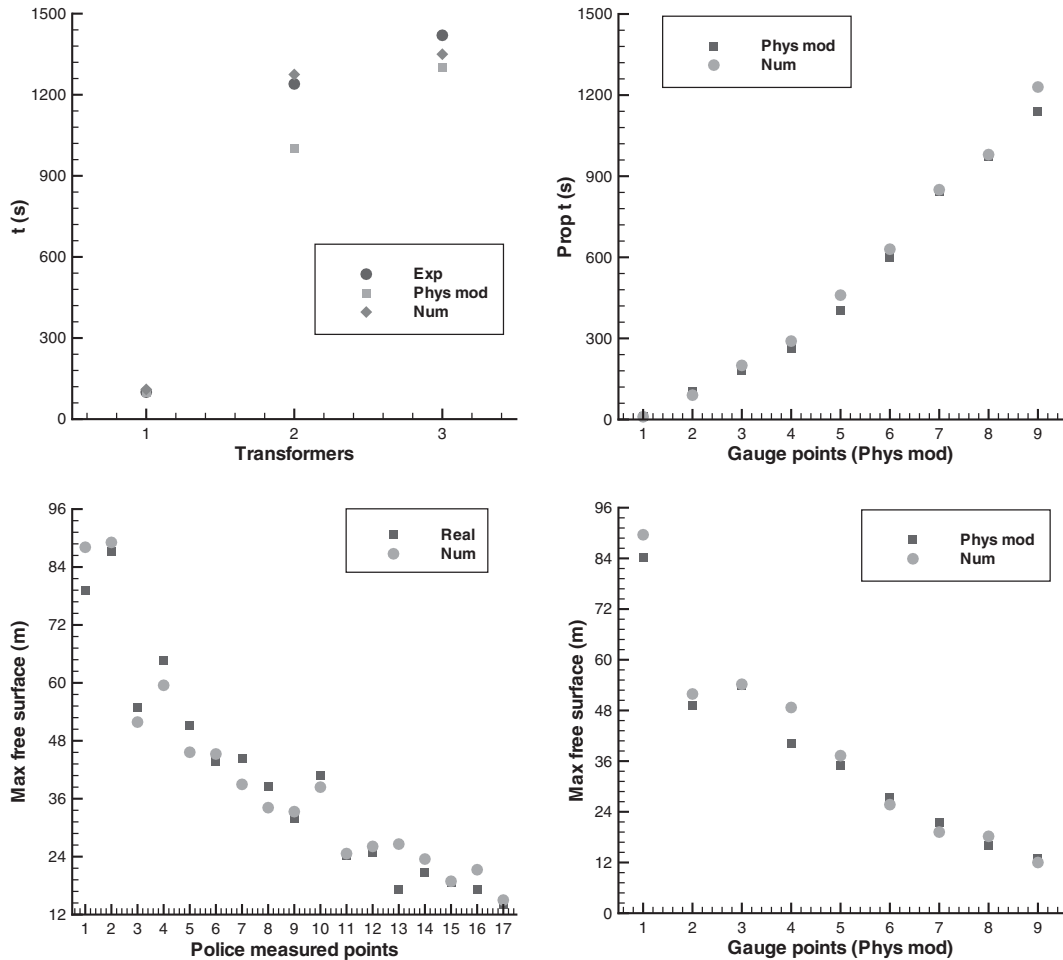 1500
1200
900
600
300
0
t (s)
Exp
Phys mod
Num
1 2 3
Transformers
1500
1200
900
600
300
0
Prop t (s)
Phys mod
Num
1 2 3 4 5 6 7 8 9
Gauge points (Phys mod)
96
84
72
60
48
36
24
12
Max free surface (m)
Real
Num
1 2 3 4 5 6 7 8 9 10 11 12 13 14 15 16 17
Police measured points
96
84
72
60
48
36
24
12
0
Max free surface (m)
Phys mod
Num
1 2 3 4 5 6 7 8 9
Gauge points (Phys mod)